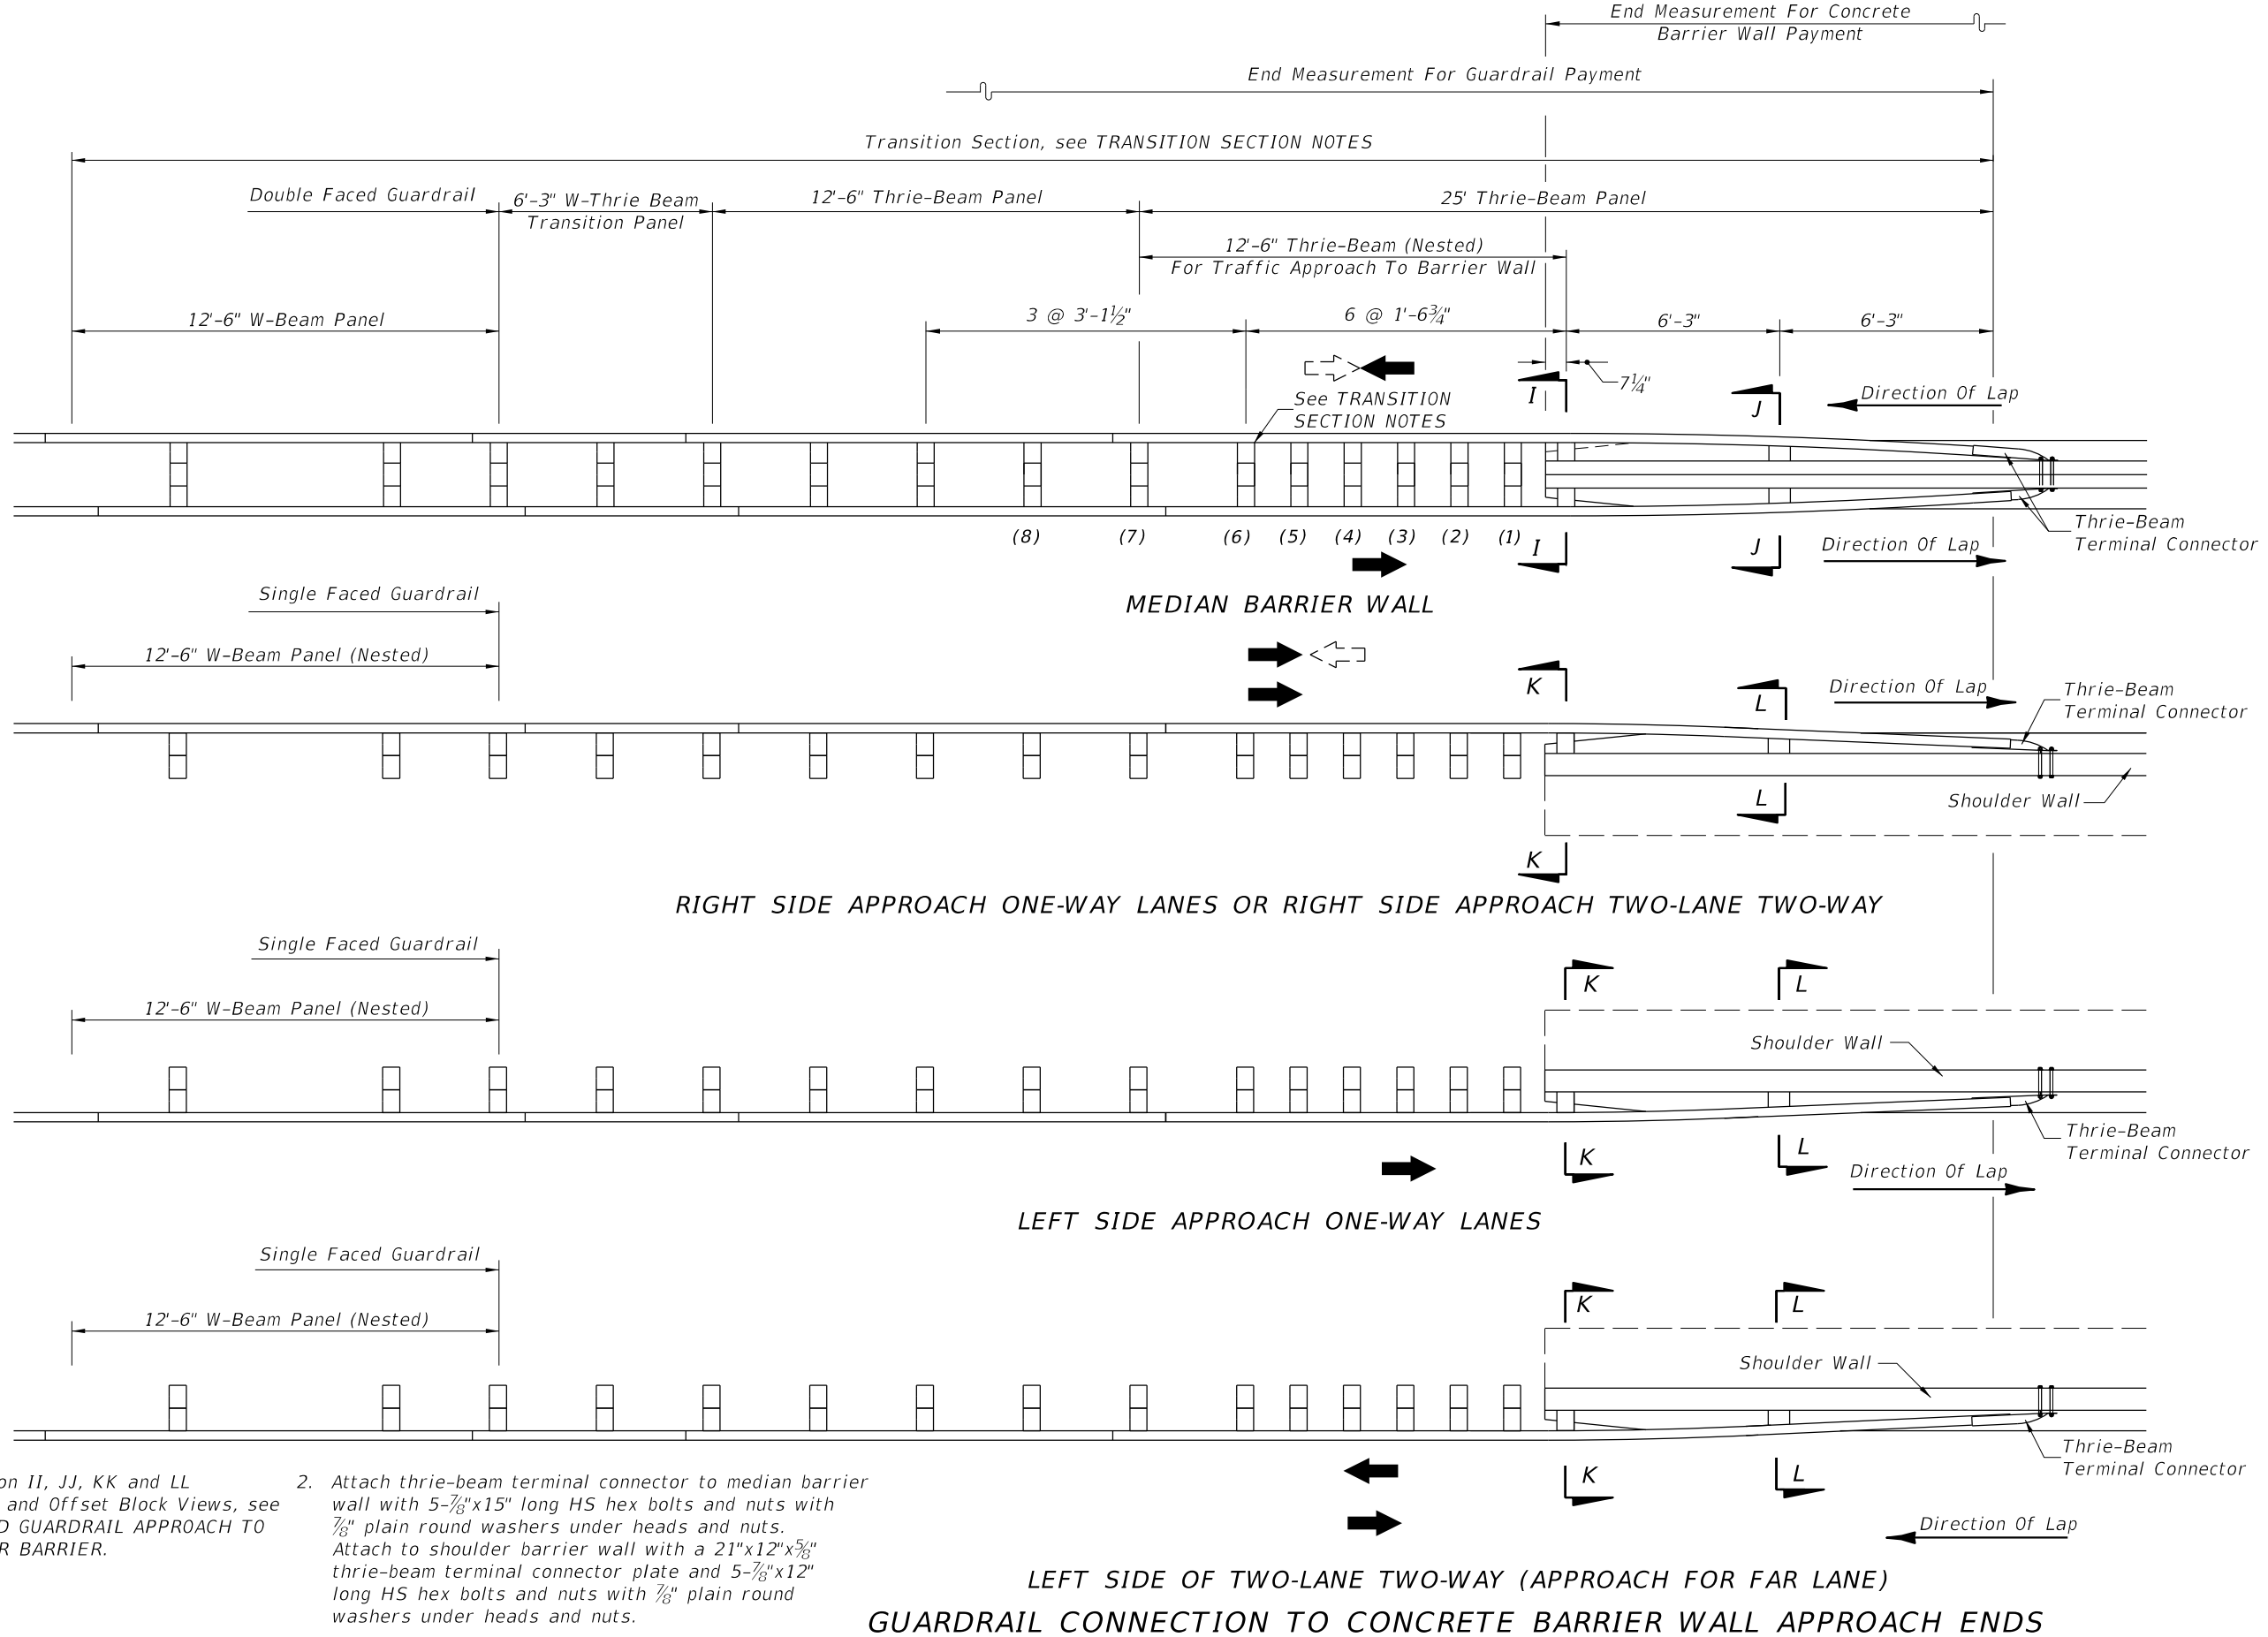 End Measurement For Concrete
Barrier Wall Payment
End Measurement For Guardrail Payment
Transition Section, see TRANSITION SECTION NOTES
Double Faced Guardrail
6'-3" W-Thrie Beam
Transition Panel
12'-6" Thrie-Beam Panel
25' Thrie-Beam Panel
12'-6" Thrie-Beam (Nested)
For Traffic Approach To Barrier Wall
12'-6" W-Beam Panel
3 @ 3'-1½"
6 @ 1'-6¾"
6'-3"
6'-3"
7¼"
See TRANSITION
SECTION NOTES
I
J
Direction Of Lap
(8)
(7)
(6)
(5)
(4)
(3)
(2)
(1)
I
J
Direction Of Lap
Thrie-Beam
Terminal Connector
MEDIAN BARRIER WALL
Single Faced Guardrail
12'-6" W-Beam Panel (Nested)
K
L
Direction Of Lap
Thrie-Beam
Terminal Connector
L
Shoulder Wall
K
RIGHT SIDE APPROACH ONE-WAY LANES OR RIGHT SIDE APPROACH TWO-LANE TWO-WAY
Single Faced Guardrail
12'-6" W-Beam Panel (Nested)
K
L
Shoulder Wall
K
L
Thrie-Beam
Terminal Connector
Direction Of Lap
LEFT SIDE APPROACH ONE-WAY LANES
Single Faced Guardrail
12'-6" W-Beam Panel (Nested)
K
L
Shoulder Wall
K
L
Thrie-Beam
Terminal Connector
Direction Of Lap
on II, JJ, KK and LL
and Offset Block Views, see
D GUARDRAIL APPROACH TO
R BARRIER.
2. Attach thrie-beam terminal connector to median barrier
wall with 5-⅞"x15" long HS hex bolts and nuts with
⅞" plain round washers under heads and nuts.
Attach to shoulder barrier wall with a 21"x12"x⅝"
thrie-beam terminal connector plate and 5-⅞"x12"
long HS hex bolts and nuts with ⅞" plain round
washers under heads and nuts.
LEFT SIDE OF TWO-LANE TWO-WAY (APPROACH FOR FAR LANE)
GUARDRAIL CONNECTION TO CONCRETE BARRIER WALL APPROACH ENDS